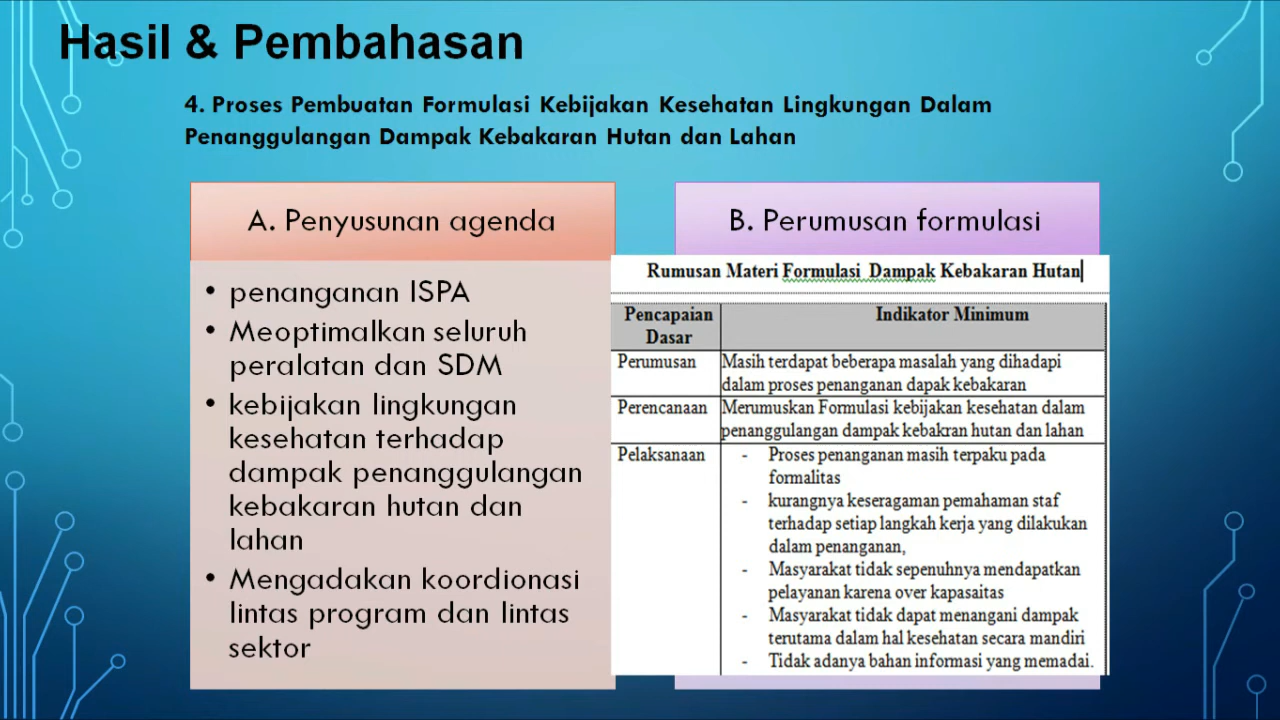 Hasil & Pembahasan
4. Proses Pembuatan Formulasi Kebijakan Kesehatan Lingkungan Dalam
Penanggulangan Dampak Kebakaran Hutan dan Lahan
A. Penyusunan agenda
• penanganan ISPA
• Meoptimalkan seluruh
peralatan dan SDM
• kebijakan lingkungan
kesehatan terhadap
dampak penanggulangan
kebakaran hutan dan
lahan
• Mengadakan koordionasi
lintas program dan lintas
sektor
B. Perumusan formulasi
Rumusan Materi Formulasi Dampak Kebakaran Hutan
Pencapaian
Dasar
Indikator Minimum
Perumusan
Masih terdapat beberapa masalah yang dihadapi
dalam proses penanganan dapak kebakaran
Perencanaan
Merumuskan Formulasi kebijakan kesehatan dalam
penanggulangan dampak kebakran hutan dan lahan
Pelaksanaan
- Proses penanganan masih terpaku pada
formalitas
- kurangnya keseragaman pemahaman staf
terhadap setiap langkah kerja yang dilakukan
dalam penanganan,
- Masyarakat tidak sepenuhnya mendapatkan
pelayanan karena over kapasaitas
- Masyarakat tidak dapat menangani dampak
terutama dalam hal kesehatan secara mandiri
- Tidak adanya bahan informasi yang memadai.